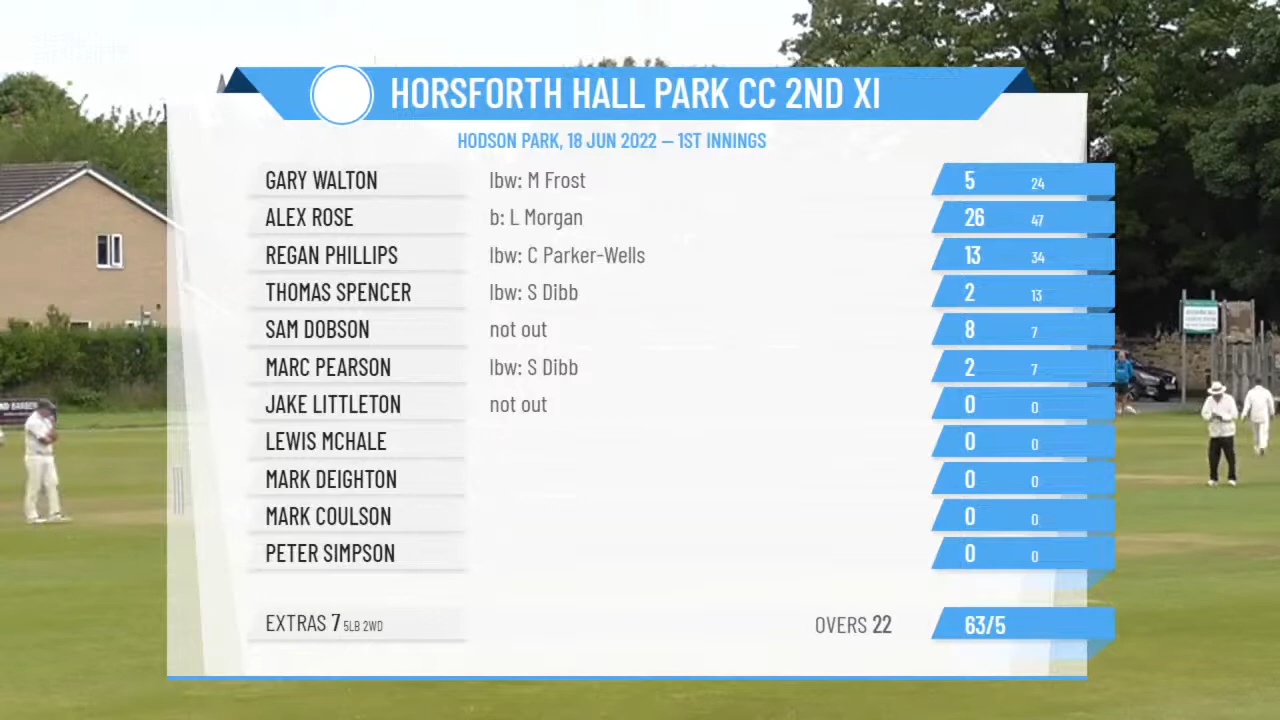 HORSFORTH HALL PARK CC 2ND XI
HODSON PARK, 18 JUN 2022 – 1ST INNINGS
GARY WALTON lbw: M Frost 5 24
ALEX ROSE b: L Morgan 26 47
REGAN PHILLIPS lbw: C Parker-Wells 13 34
THOMAS SPENCER lbw: S Dibb 2 13
SAM DOBSON not out 8 7
MARC PEARSON lbw: S Dibb 2 7
JAKE LITTLETON not out 0 0
LEWIS MCHALE 0 0
MARK DEIGHTON 0 0
MARK COULSON 0 0
PETER SIMPSON 0 0
EXTRAS 7 5LB 2WD OVERS 22 63/5